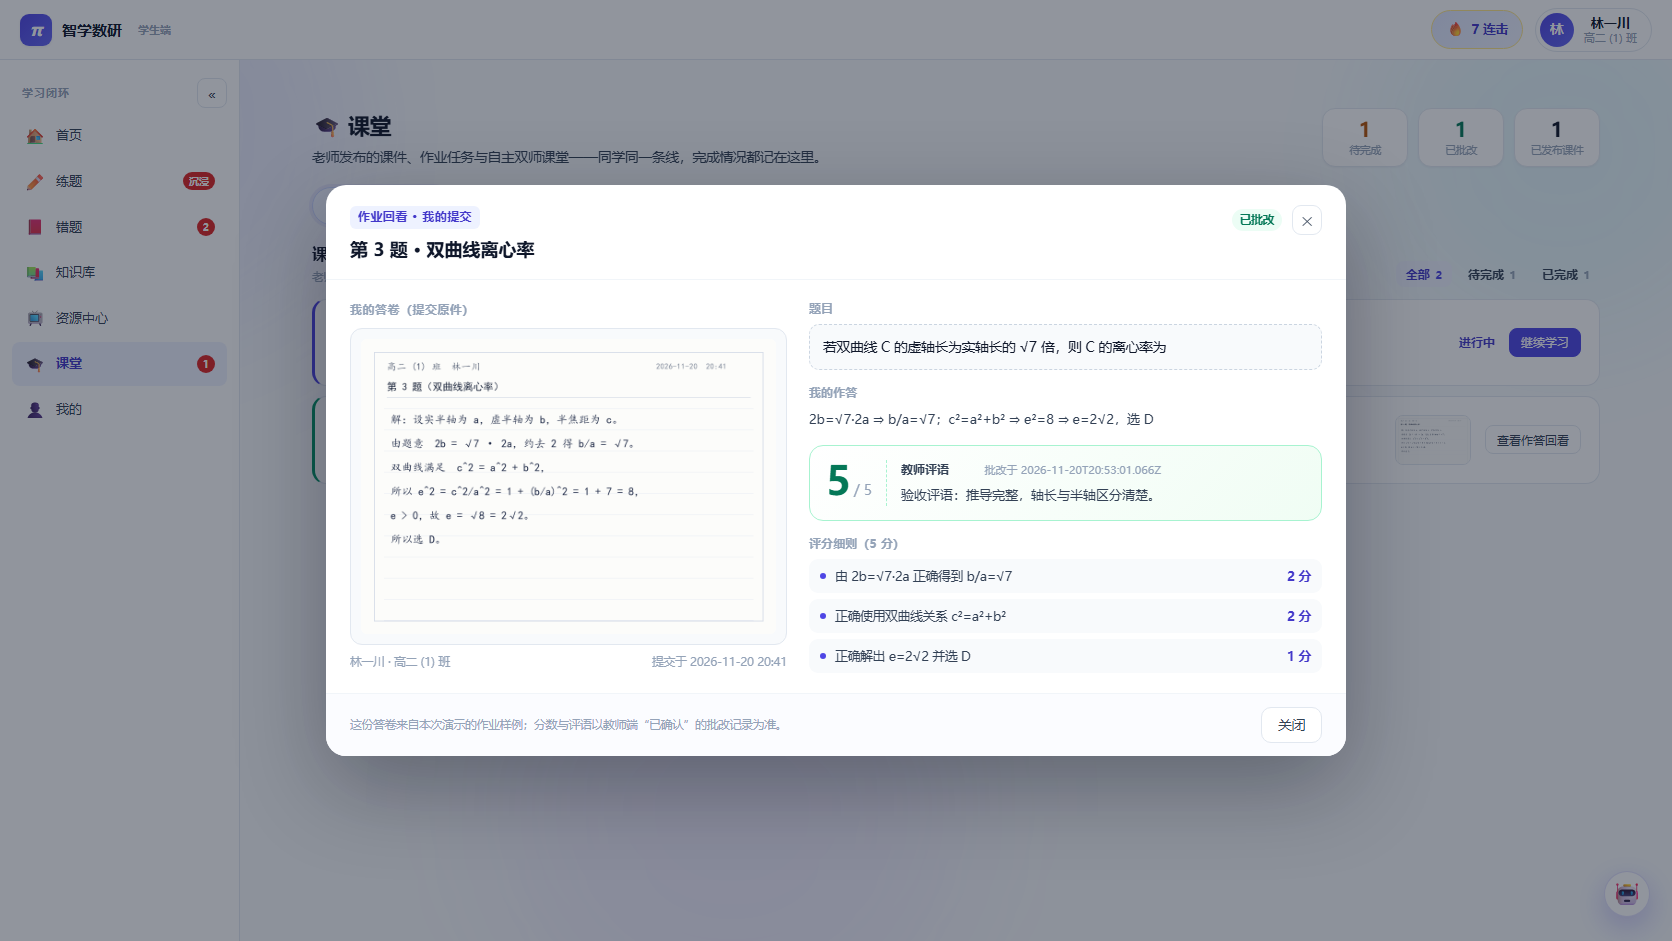 π 智学数研 学生端
🔥 7 连击
林 林一川
高二 (1) 班
学习闭环 «
首页
练题 沉浸
错题 2
知识库
资源中心
课堂 1
我的
课堂
老师发布的课件、作业任务与自主双师课堂——同学同一条线，完成情况都记在这里。
1 待完成
1 已批改
1 已发布课件
课
老
全部 2 待完成 1 已完成 1
进行中 继续学习
查看作答回看
作业回看 · 我的提交
第 3 题 · 双曲线离心率
已批改 ×
我的答卷（提交原件）
高二 (1) 班 林一川 2026-11-20 20:41
第 3 题（双曲线离心率）
解：设实半轴为 a，虚半轴为 b，半焦距为 c。
由题意 2b = √7 · 2a，约去 2 得 b/a = √7。
双曲线满足 c^2 = a^2 + b^2，
所以 e^2 = c^2/a^2 = 1 + (b/a)^2 = 1 + 7 = 8，
e > 0，故 e = √8 = 2√2。
所以选 D。
林一川 · 高二 (1) 班 提交于 2026-11-20 20:41
题目
若双曲线 C 的虚轴长为实轴长的 √7 倍，则 C 的离心率为
我的作答
2b=√7·2a ⇒ b/a=√7；c²=a²+b² ⇒ e²=8 ⇒ e=2√2，选 D
5 / 5
教师评语 批改于 2026-11-20T20:53:01.066Z
验收评语：推导完整，轴长与半轴区分清楚。
评分细则（5 分）
由 2b=√7·2a 正确得到 b/a=√7 2 分
正确使用双曲线关系 c²=a²+b² 2 分
正确解出 e=2√2 并选 D 1 分
这份答卷来自本次演示的作业样例；分数与评语以教师端“已确认”的批改记录为准。
关闭